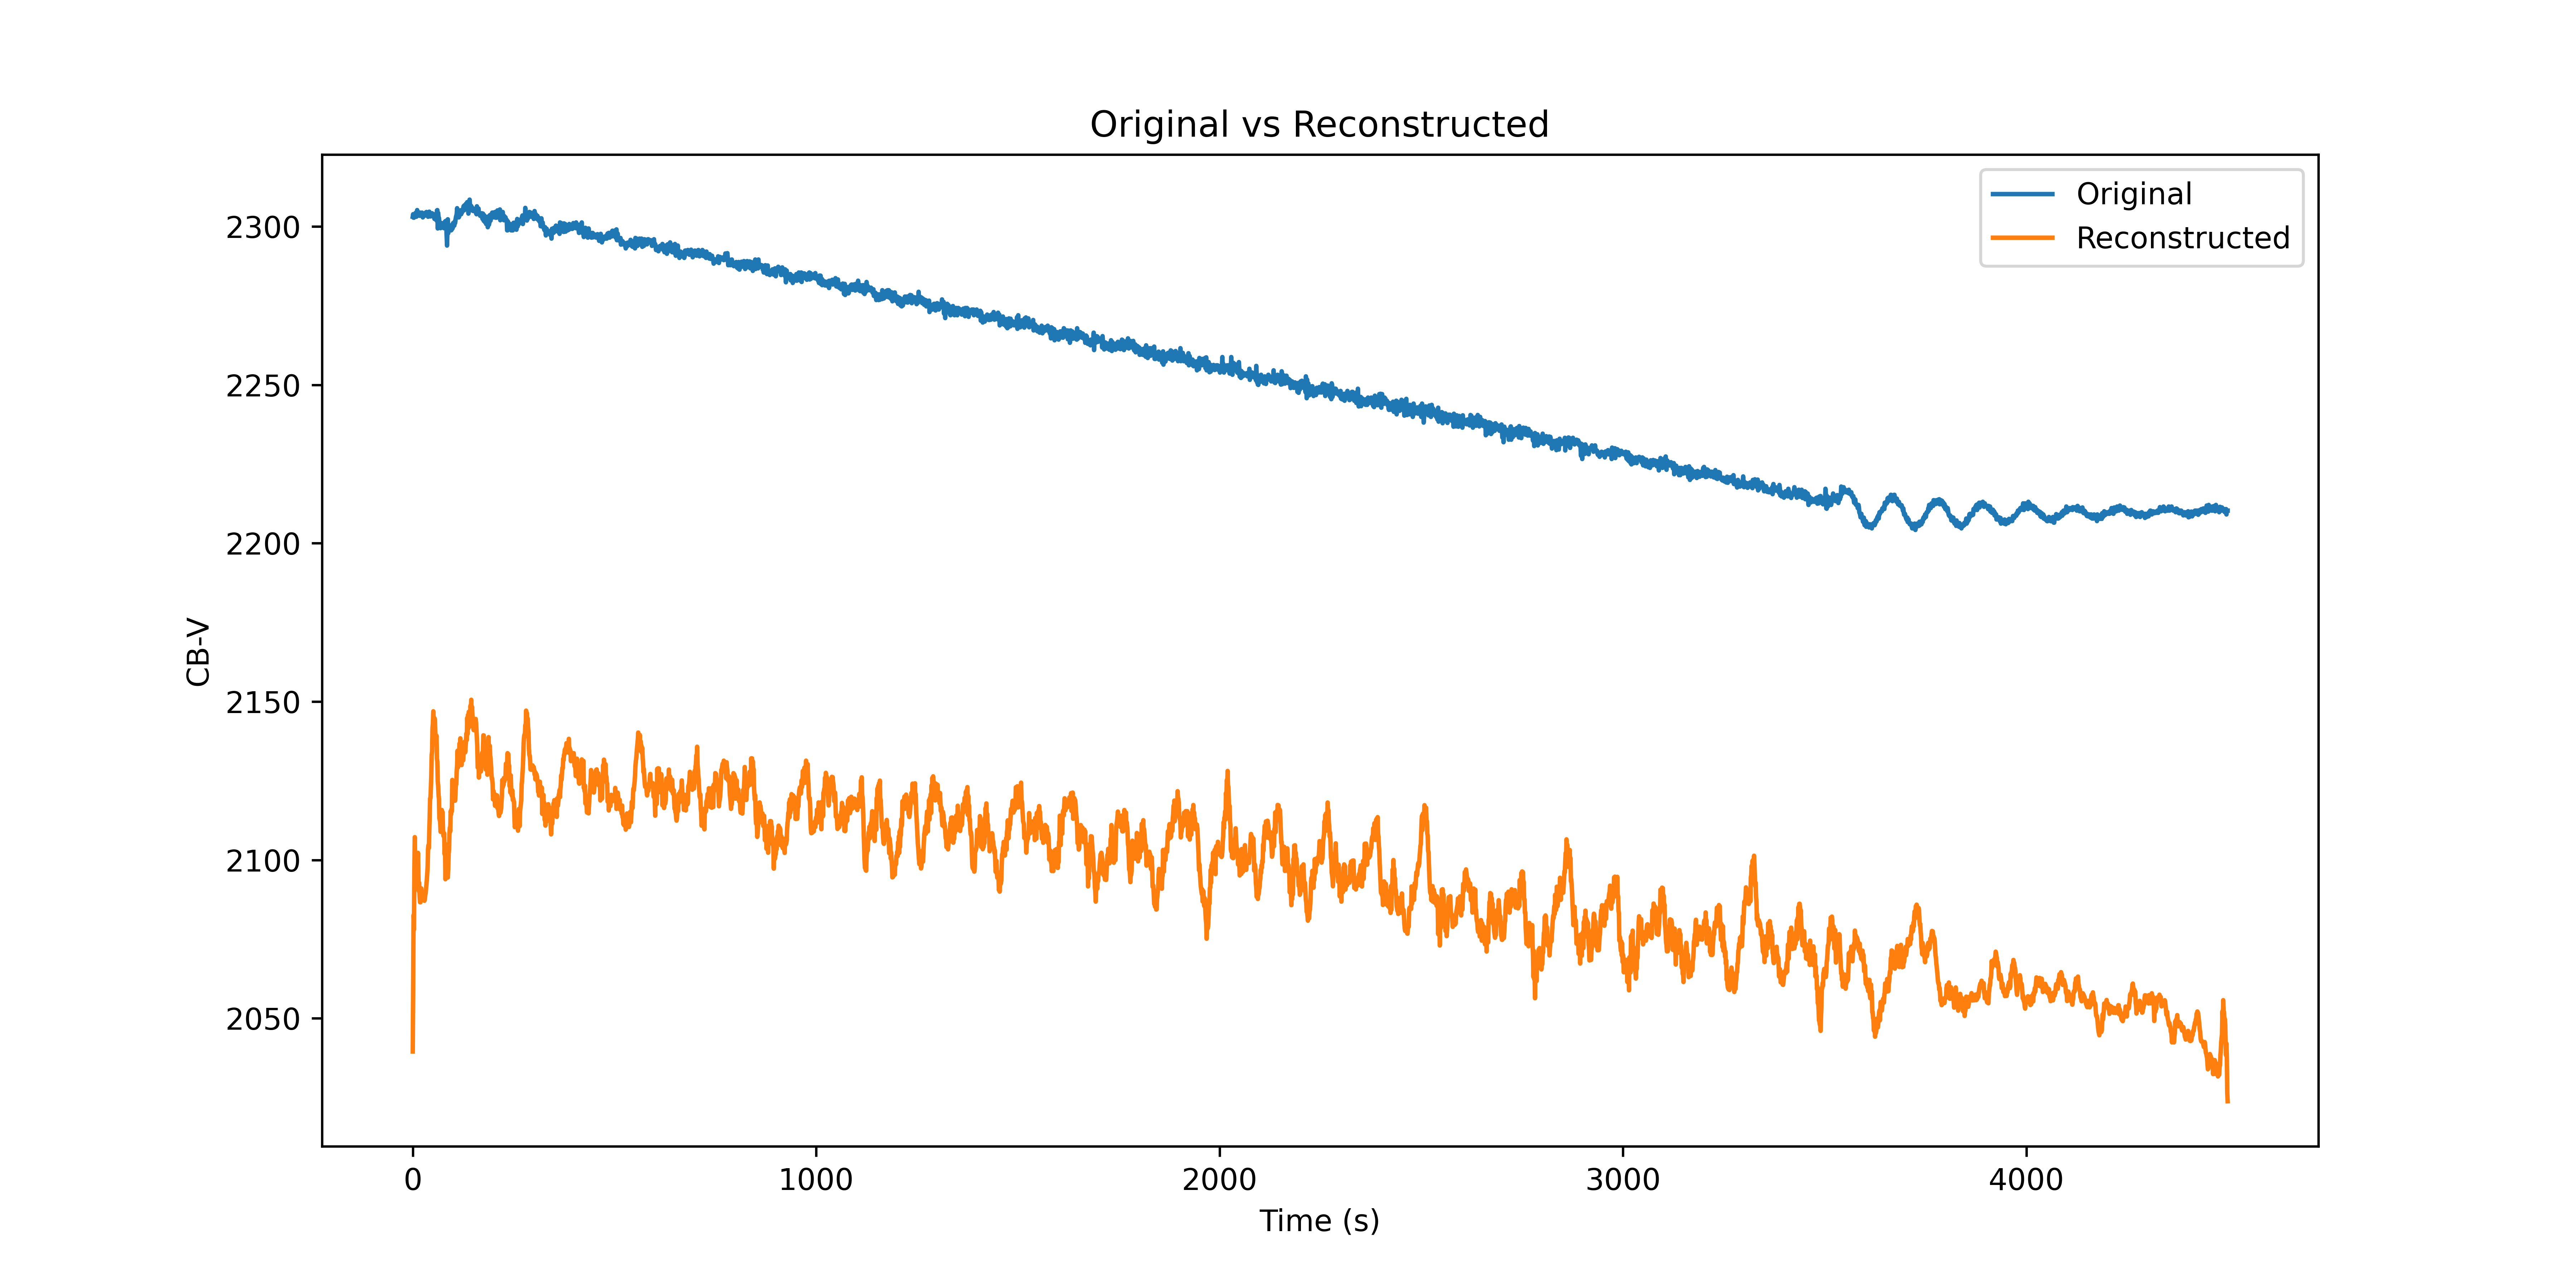 Original vs Reconstructed
Original
Reconstructed
2300
2250
2200
2150
2100
2050
CB-V
0 1000 2000 3000 4000
Time (s)